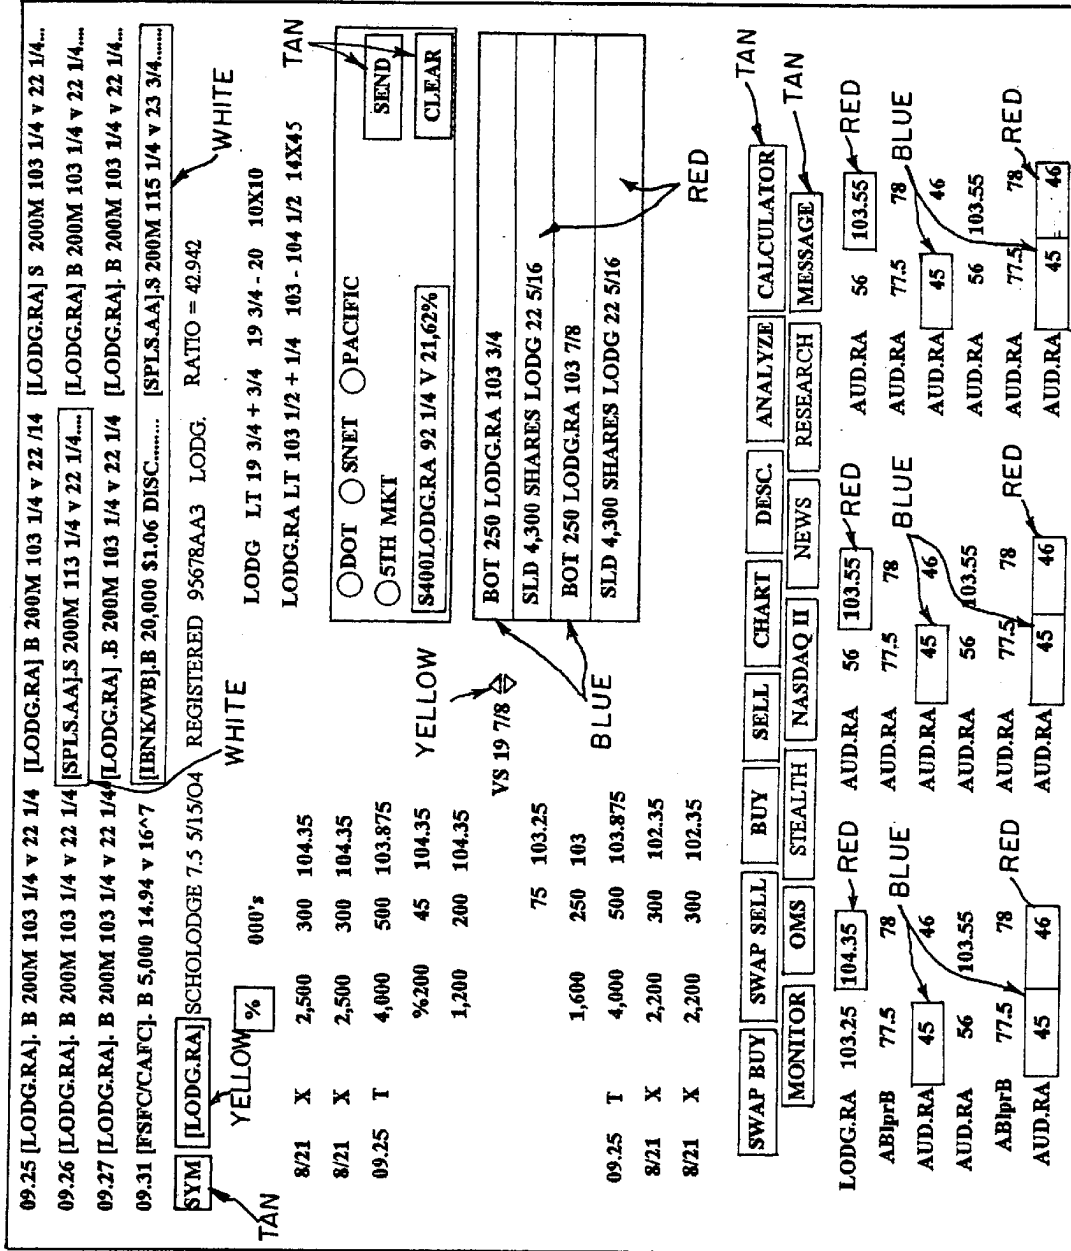 09.25 [LODG.RA]. B 200M 103 1/4 v 22 1/4 [LODG.RA] B 200M 103 1/4 v 22 /14 [LODG.RA] S 200M 103 1/4 v 22 1/4...
09.26 [LODG.RA]. B 200M 103 1/4 v 22 1/4 [SPLS.AA].S 200M 113 1/4 v 22 1/4.... [LODG.RA] B 200M 103 1/4 v 22 1/4....
09.27 [LODG.RA]. B 200M 103 1/4 v 22 1/4 [LODG.RA] .B 200M 103 1/4 v 22 1/4 [LODG.RA]. B 200M 103 1/4 v 22 1/4...
09.31 [FSFC/CAFC]. B 5,000 14.94 v 16^7 [IBNK/WB].B 20,000 $1.06 DISC........ [SPLS.AA].S 200M 115 1/4 v 23 3/4.......
SYM [LODG.RA] SCHOLODGE 7.5 5/15/O4 REGISTERED 95678AA3 LODG. RATIO = 42.942
TAN YELLOW WHITE WHITE
% 000's LODG LT 19 3/4 + 3/4 19 3/4 - 20 10X10
8/21 X 2,500 300 104.35 LODG.RA LT 103 1/2 + 1/4 103 - 104 1/2 14X45
TAN
8/21 X 2,500 300 104.35 DOT SNET PACIFIC
09.25 T 4,000 500 103.875 5TH MKT SEND
%200 45 104.35 S400LODG.RA 92 1/4 V 21,62% CLEAR
YELLOW
1,200 200 104.35
VS 19 7/8 BOT 250 LODG.RA 103 3/4
75 103.25 SLD 4,300 SHARES LODG 22 5/16
1,600 250 103 BOT 250 LODG.RA 103 7/8
09.25 T 4,000 500 103.875 SLD 4,300 SHARES LODG 22 5/16
BLUE
8/21 X 2,200 300 102.35
8/21 X 2,200 300 102.35
RED
SWAP BUY SWAP SELL BUY SELL CHART DESC. ANALYZE CALCULATOR TAN
MONITOR OMS STEALTH NASDAQ II NEWS RESEARCH MESSAGE TAN
LODG.RA 103.25 104.35 RED AUD.RA 56 103.55 RED AUD.RA 56 103.55 RED
ABlprB 77.5 78 AUD.RA 77.5 78 AUD.RA 77.5 78
BLUE BLUE BLUE
AUD.RA 45 46 AUD.RA 45 46 AUD.RA 45 46
AUD.RA 56 103.55 AUD.RA 56 103.55 AUD.RA 56 103.55
ABlprB 77.5 78 AUD.RA 77.5 78 AUD.RA 77.5 78
RED RED RED
AUD.RA 45 46 AUD.RA 45 46 AUD.RA 45 46